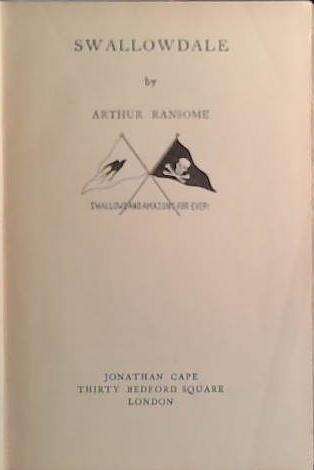 SWALLOWDALE
by
ARTHUR RANSOME
SWALLOWS AND AMAZONS FOR EVER!
JONATHAN CAPE
THIRTY BEDFORD SQUARE
LONDON